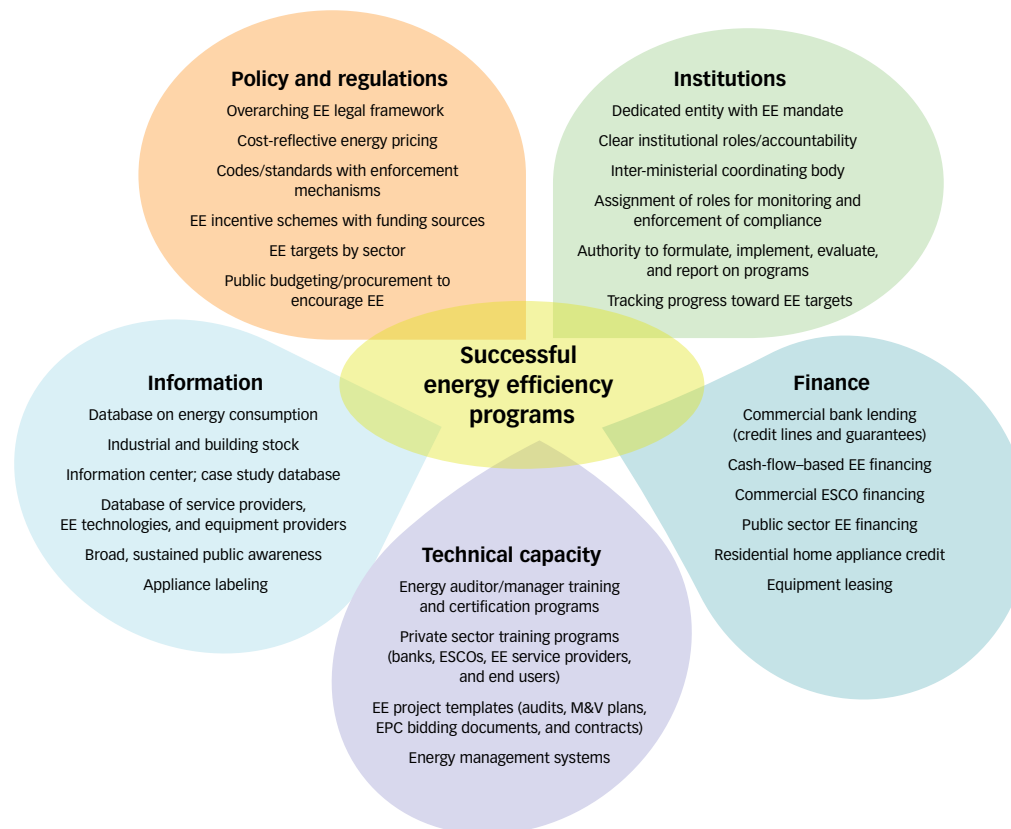 Policy and regulations
Overarching EE legal framework
Cost-reflective energy pricing
Codes/standards with enforcement
mechanisms
EE incentive schemes with funding sources
EE targets by sector
Public budgeting/procurement to
encourage EE
Institutions
Dedicated entity with EE mandate
Clear institutional roles/accountability
Inter-ministerial coordinating body
Assignment of roles for monitoring and
enforcement of compliance
Authority to formulate, implement, evaluate,
and report on programs
Tracking progress toward EE targets
Successful
energy efficiency
programs
Information
Database on energy consumption
Industrial and building stock
Information center; case study database
Database of service providers,
EE technologies, and equipment providers
Broad, sustained public awareness
Appliance labeling
Finance
Commercial bank lending
(credit lines and guarantees)
Cash-flow–based EE financing
Commercial ESCO financing
Public sector EE financing
Residential home appliance credit
Equipment leasing
Technical capacity
Energy auditor/manager training
and certification programs
Private sector training programs
(banks, ESCOs, EE service providers,
and end users)
EE project templates (audits, M&V plans,
EPC bidding documents, and contracts)
Energy management systems